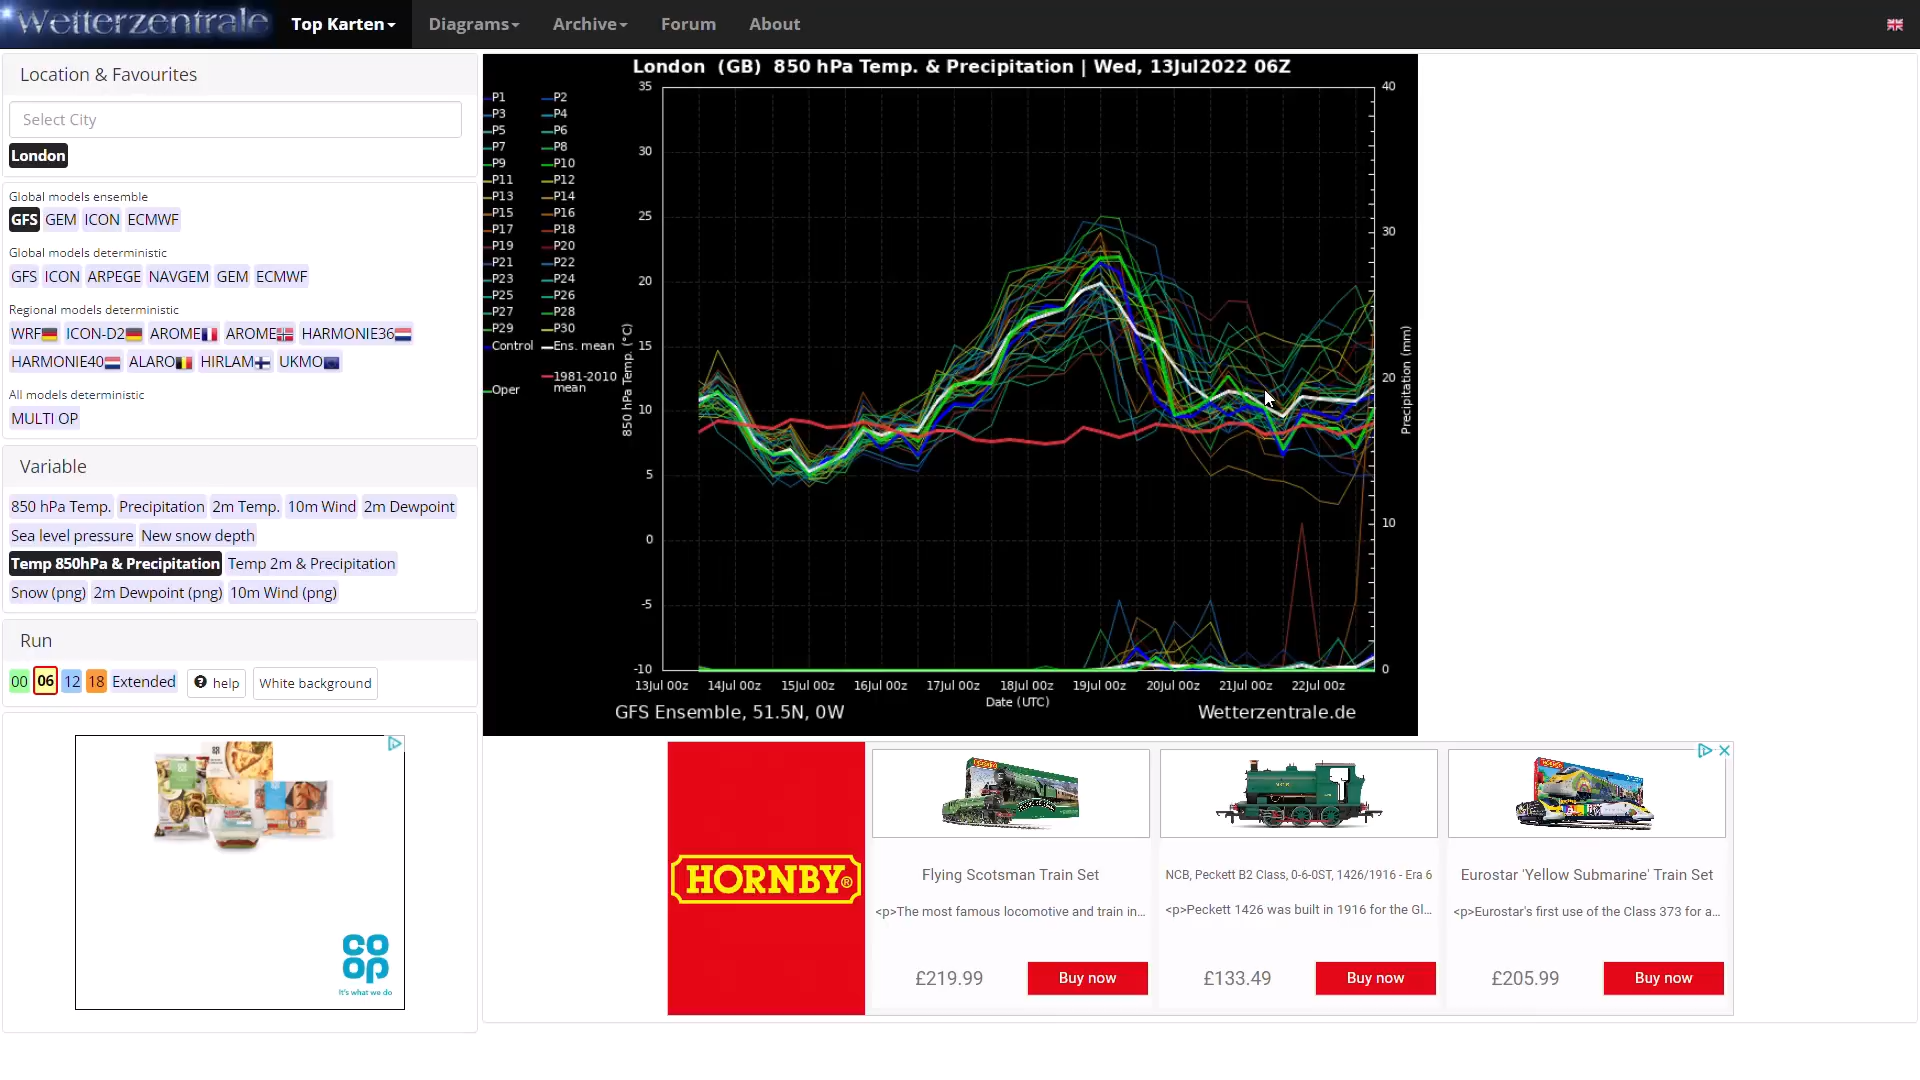 Wetterzentrale
Top Karten
Diagrams
Archive
Forum
About
Location & Favourites
Select City
London
Global models ensemble
GFS GEM ICON ECMWF
Global models deterministic
GFS ICON ARPEGE NAVGEM GEM ECMWF
Regional models deterministic
WRF ICON-D2 AROME AROME HARMONIE36
HARMONIE40 ALARO HIRLAM UKMO
All models deterministic
MULTI OP
Variable
850 hPa Temp. Precipitation 2m Temp. 10m Wind 2m Dewpoint
Sea level pressure New snow depth
Temp 850hPa & Precipitation Temp 2m & Precipitation
Snow (png) 2m Dewpoint (png) 10m Wind (png)
Run
00 06 12 18 Extended help White background
London (GB) 850 hPa Temp. & Precipitation | Wed, 13Jul2022 06Z
P1 P2
P3 P4
P5 P6
P7 P8
P9 P10
P11 P12
P13 P14
P15 P16
P17 P18
P19 P20
P21 P22
P23 P24
P25 P26
P27 P28
P29 P30
Control Ens. mean
Oper 1981-2010
mean
850 hPa Temp. (°C)
35
30
25
20
15
10
5
0
-5
-10
40
30
20
10
0
Precipitation (mm)
13Jul 00z 14Jul 00z 15Jul 00z 16Jul 00z 17Jul 00z 18Jul 00z 19Jul 00z 20Jul 00z 21Jul 00z 22Jul 00z
Date (UTC)
GFS Ensemble, 51.5N, 0W
Wetterzentrale.de
CO
OP
It's what we do
HORNBY®
Flying Scotsman Train Set
<p>The most famous locomotive and train in...
£219.99
Buy now
NCB, Peckett B2 Class, 0-6-0ST, 1426/1916 - Era 6
<p>Peckett 1426 was built in 1916 for the Gl...
£133.49
Buy now
Eurostar 'Yellow Submarine' Train Set
<p>Eurostar's first use of the Class 373 for a...
£205.99
Buy now